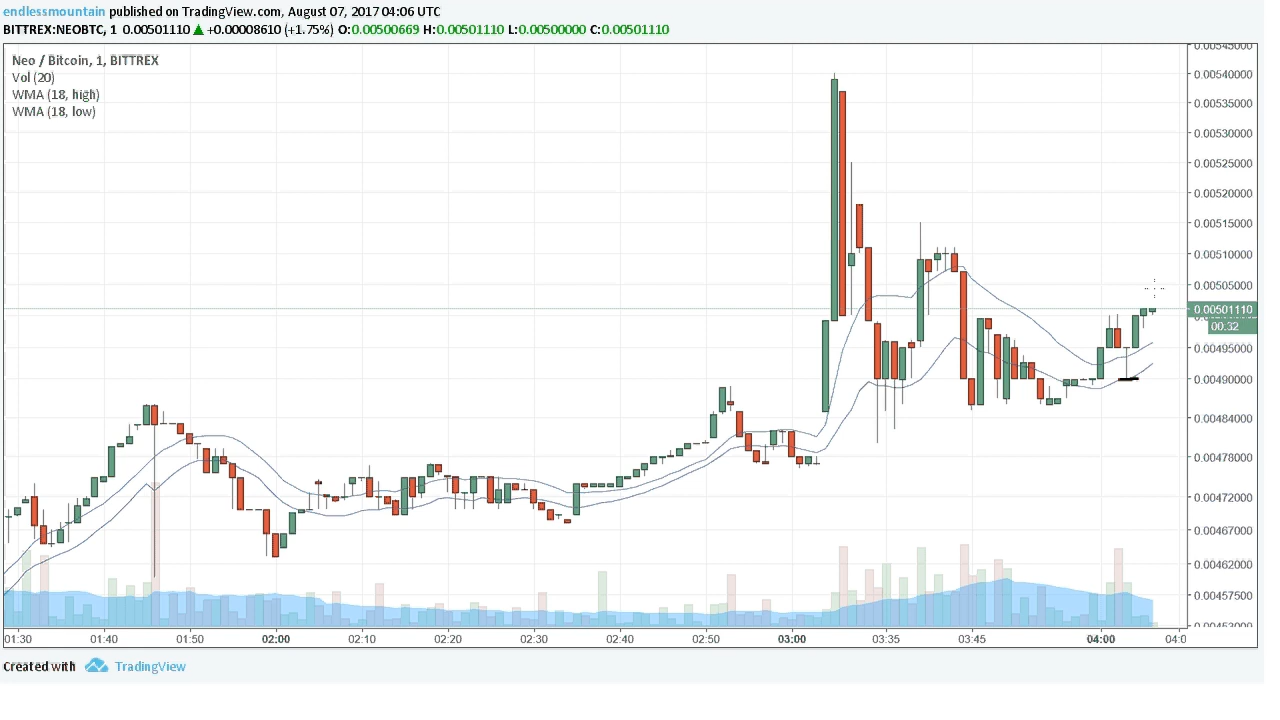 endlessmountain published on TradingView.com, August 07, 2017 04:06 UTC
BITTREX:NEOBTC, 1 0.00501110 ▲ +0.00008610 (+1.75%) O:0.00500669 H:0.00501110 L:0.00500000 C:0.00501110
Neo / Bitcoin, 1, BITTREX
Vol (20)
WMA (18, high)
WMA (18, low)
0.00545000
0.00540000
0.00535000
0.00530000
0.00525000
0.00520000
0.00515000
0.00510000
0.00505000
0.00501110
00:32
0.00495000
0.00490000
0.00484000
0.00478000
0.00472000
0.00467000
0.00462000
0.00457500
01:30 01:40 01:50 02:00 02:10 02:20 02:30 02:40 02:50 03:00 03:35 03:45 04:00 04:0
Created with TradingView